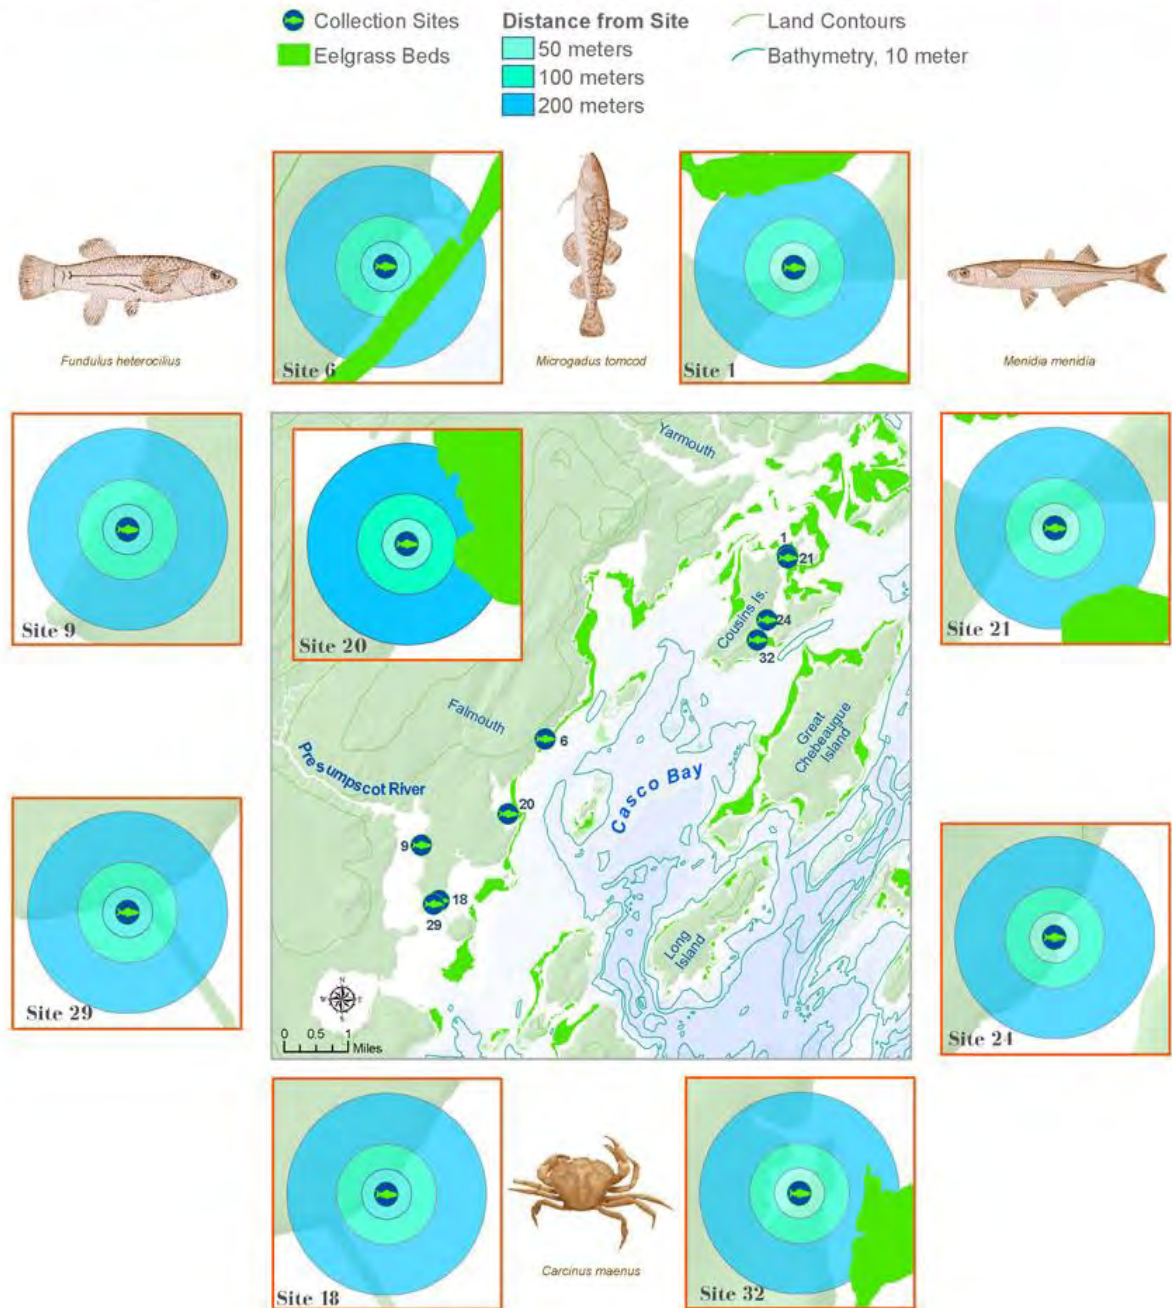 Collection Sites
Eelgrass Beds
Distance from Site
50 meters
100 meters
200 meters
Land Contours
Bathymetry, 10 meter
Fundulus heterocilius
Site 6
Microgadus tomcod
Site 1
Menidia menidia
Site 9
Site 20
Yarmouth
1
21
Cousins Is.
24
32
Site 21
Falmouth
6
Great
Chebeaugue
Island
Presumpscot River
Casco Bay
20
9
18
29
Long
Island
N
W
E
S
0 0.5 1
Miles
Site 29
Site 24
Site 18
Carcinus maenus
Site 32